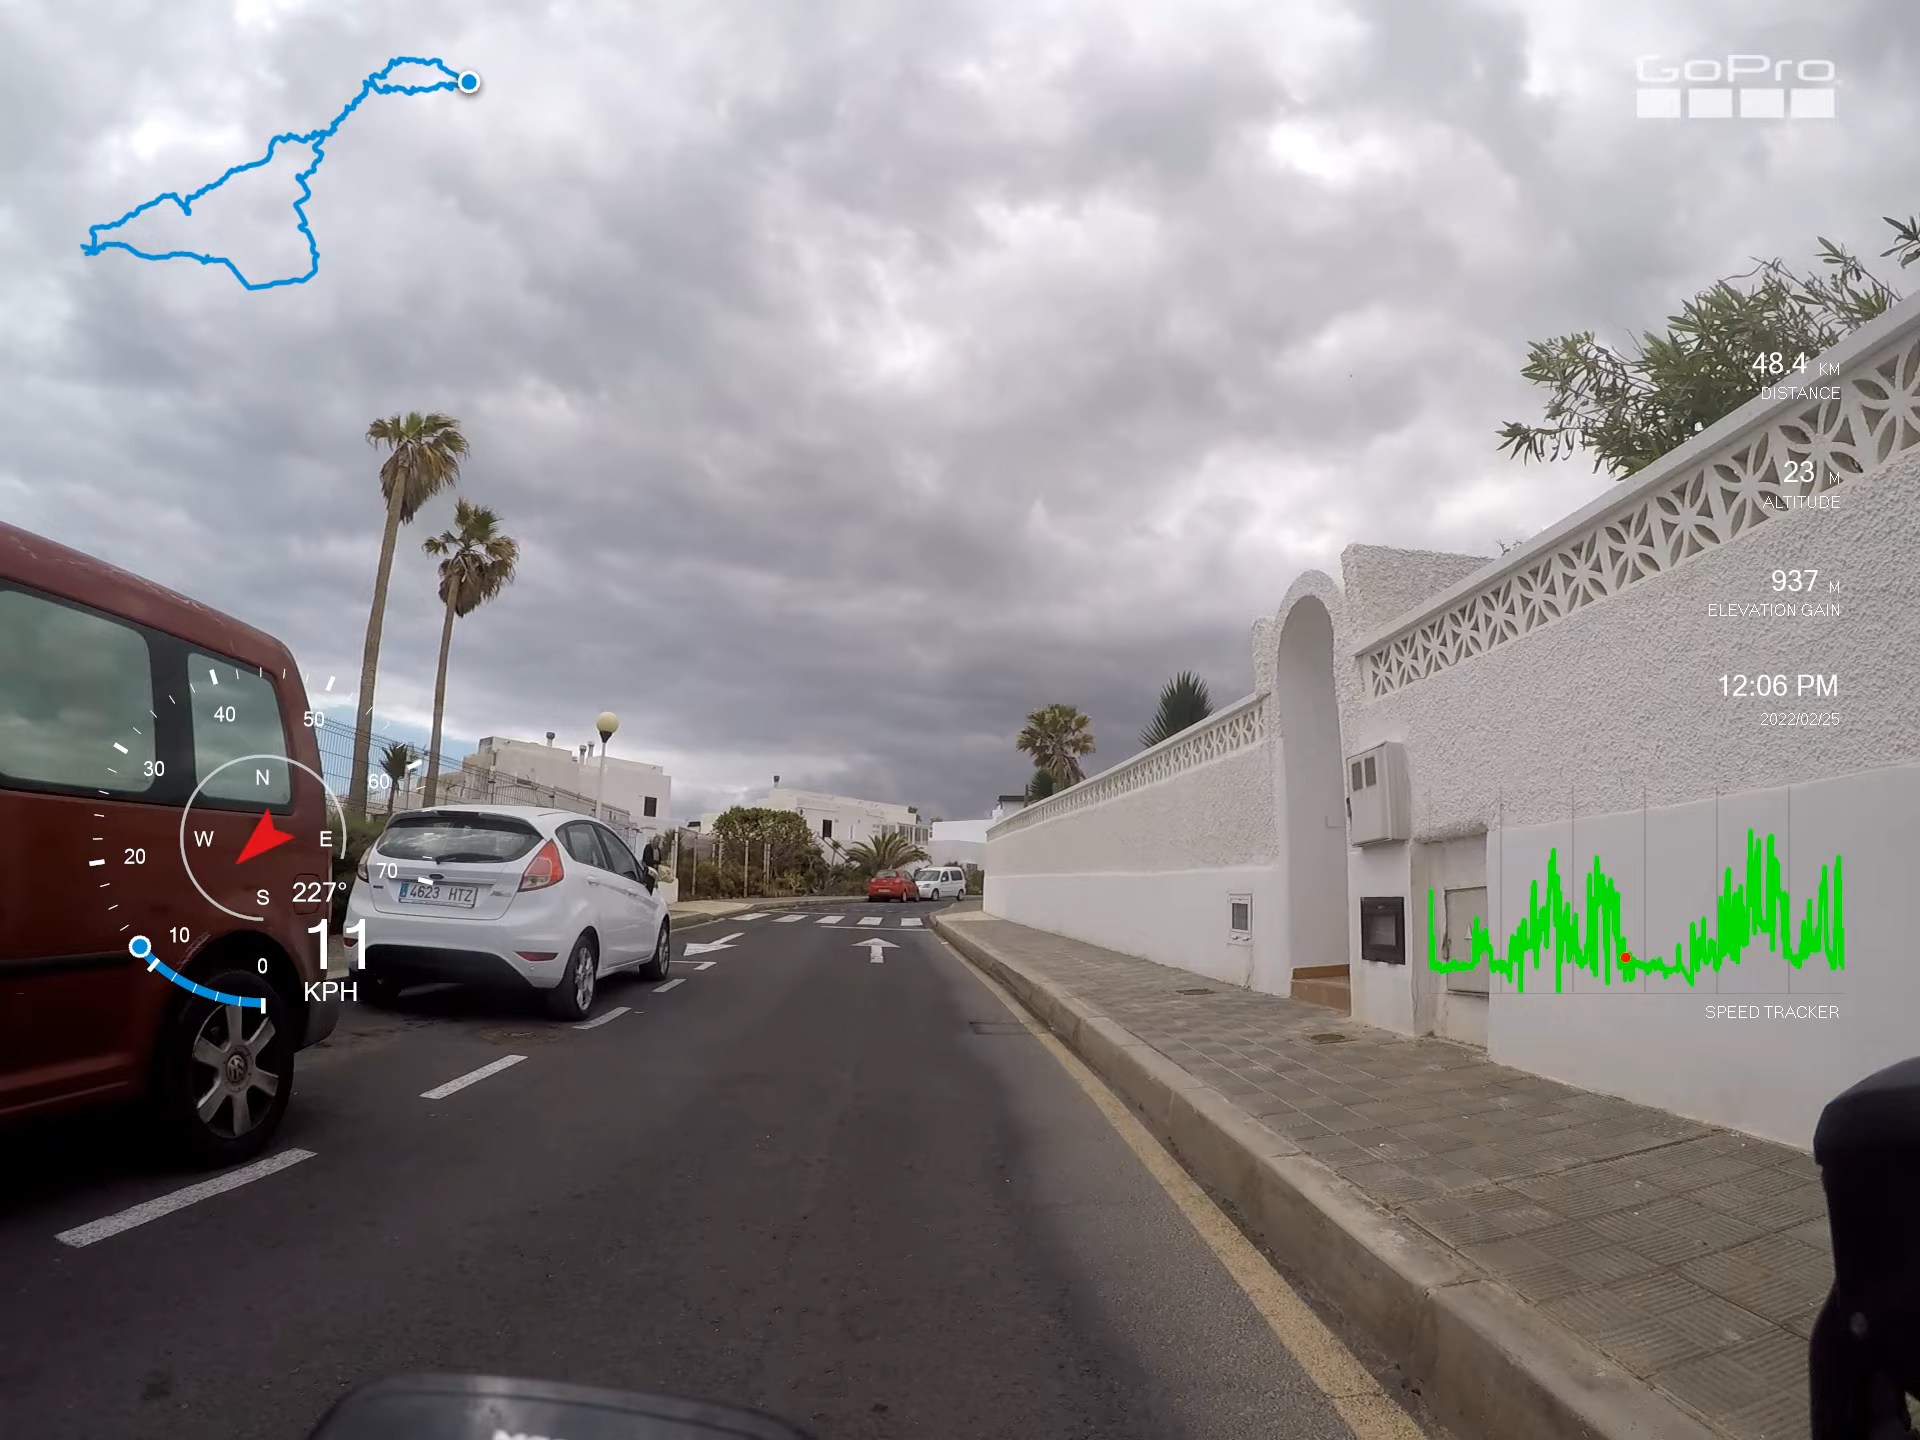 GoPro
48.4 KM
DISTANCE
23 M
ALTITUDE
937 M
ELEVATION GAIN
12:06 PM
2022/02/25
40
50
30
60
N
W
E
20
70
S
227°
10
0
11
KPH
4623 HTZ
SPEED TRACKER